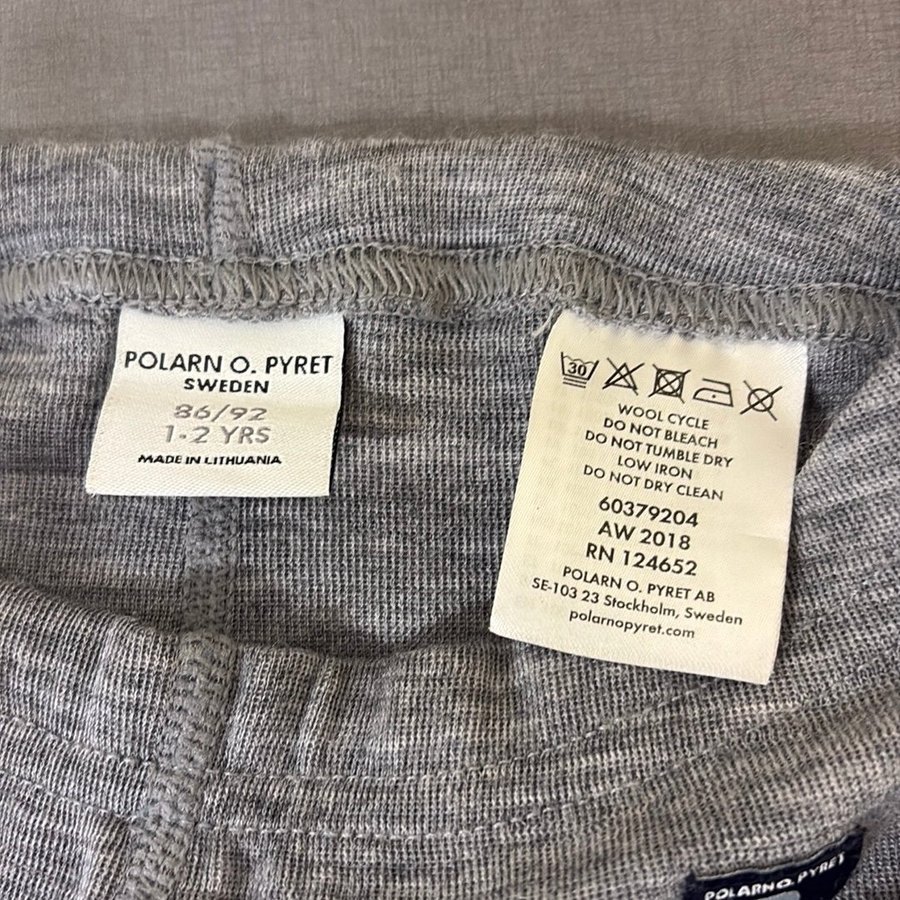 POLARN O. PYRET
SWEDEN
86/92
1-2 YRS
MADE IN LITHUANIA
30
WOOL CYCLE
DO NOT BLEACH
DO NOT TUMBLE DRY
LOW IRON
DO NOT DRY CLEAN
60379204
AW 2018
RN 124652
POLARN O. PYRET AB
SE-103 23 Stockholm, Sweden
polarnopyret.com
POLARN O. PYRET